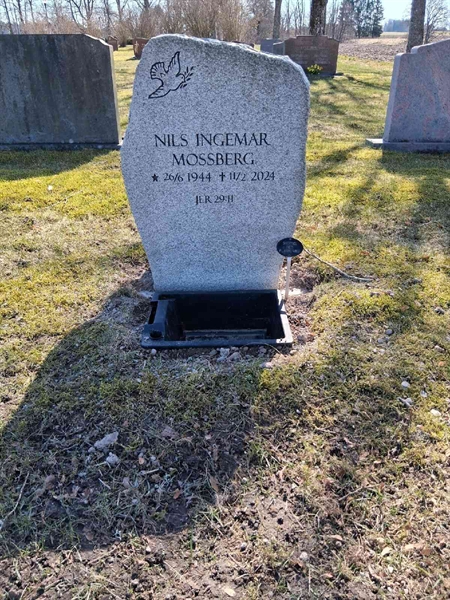 NILS INGEMAR
MOSSBERG
* 26/6 1944 † 11/2 2024
JER 29:11